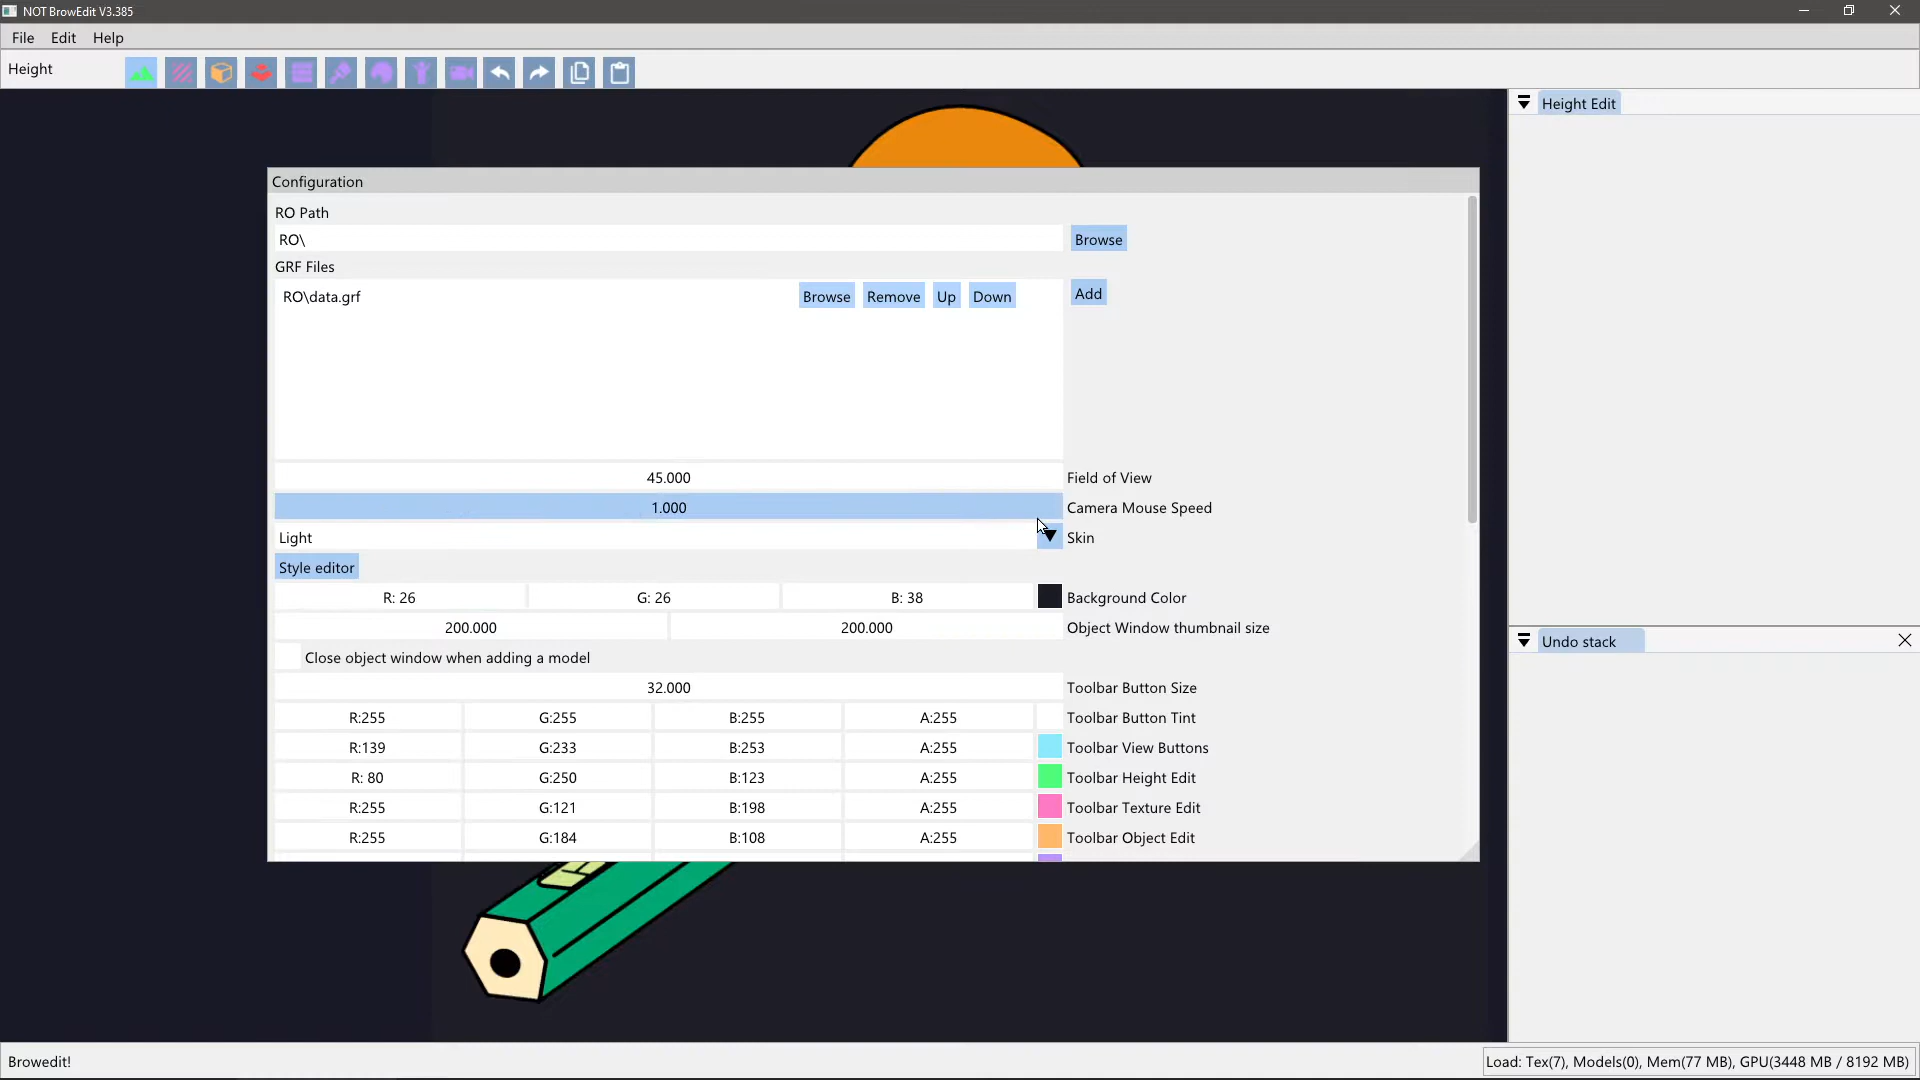 NOT BrowEdit V3.385
File Edit Help
Height
Height Edit
Configuration
RO Path
RO\ Browse
GRF Files
RO\data.grf Browse Remove Up Down Add
45.000 Field of View
1.000 Camera Mouse Speed
Light Skin
Style editor
R: 26 G: 26 B: 38 Background Color
200.000 200.000 Object Window thumbnail size
Undo stack
Close object window when adding a model
32.000 Toolbar Button Size
R:255 G:255 B:255 A:255 Toolbar Button Tint
R:139 G:233 B:253 A:255 Toolbar View Buttons
R: 80 G:250 B:123 A:255 Toolbar Height Edit
R:255 G:121 B:198 A:255 Toolbar Texture Edit
R:255 G:184 B:108 A:255 Toolbar Object Edit
Browedit!
Load: Tex(7), Models(0), Mem(77 MB), GPU(3448 MB / 8192 MB)